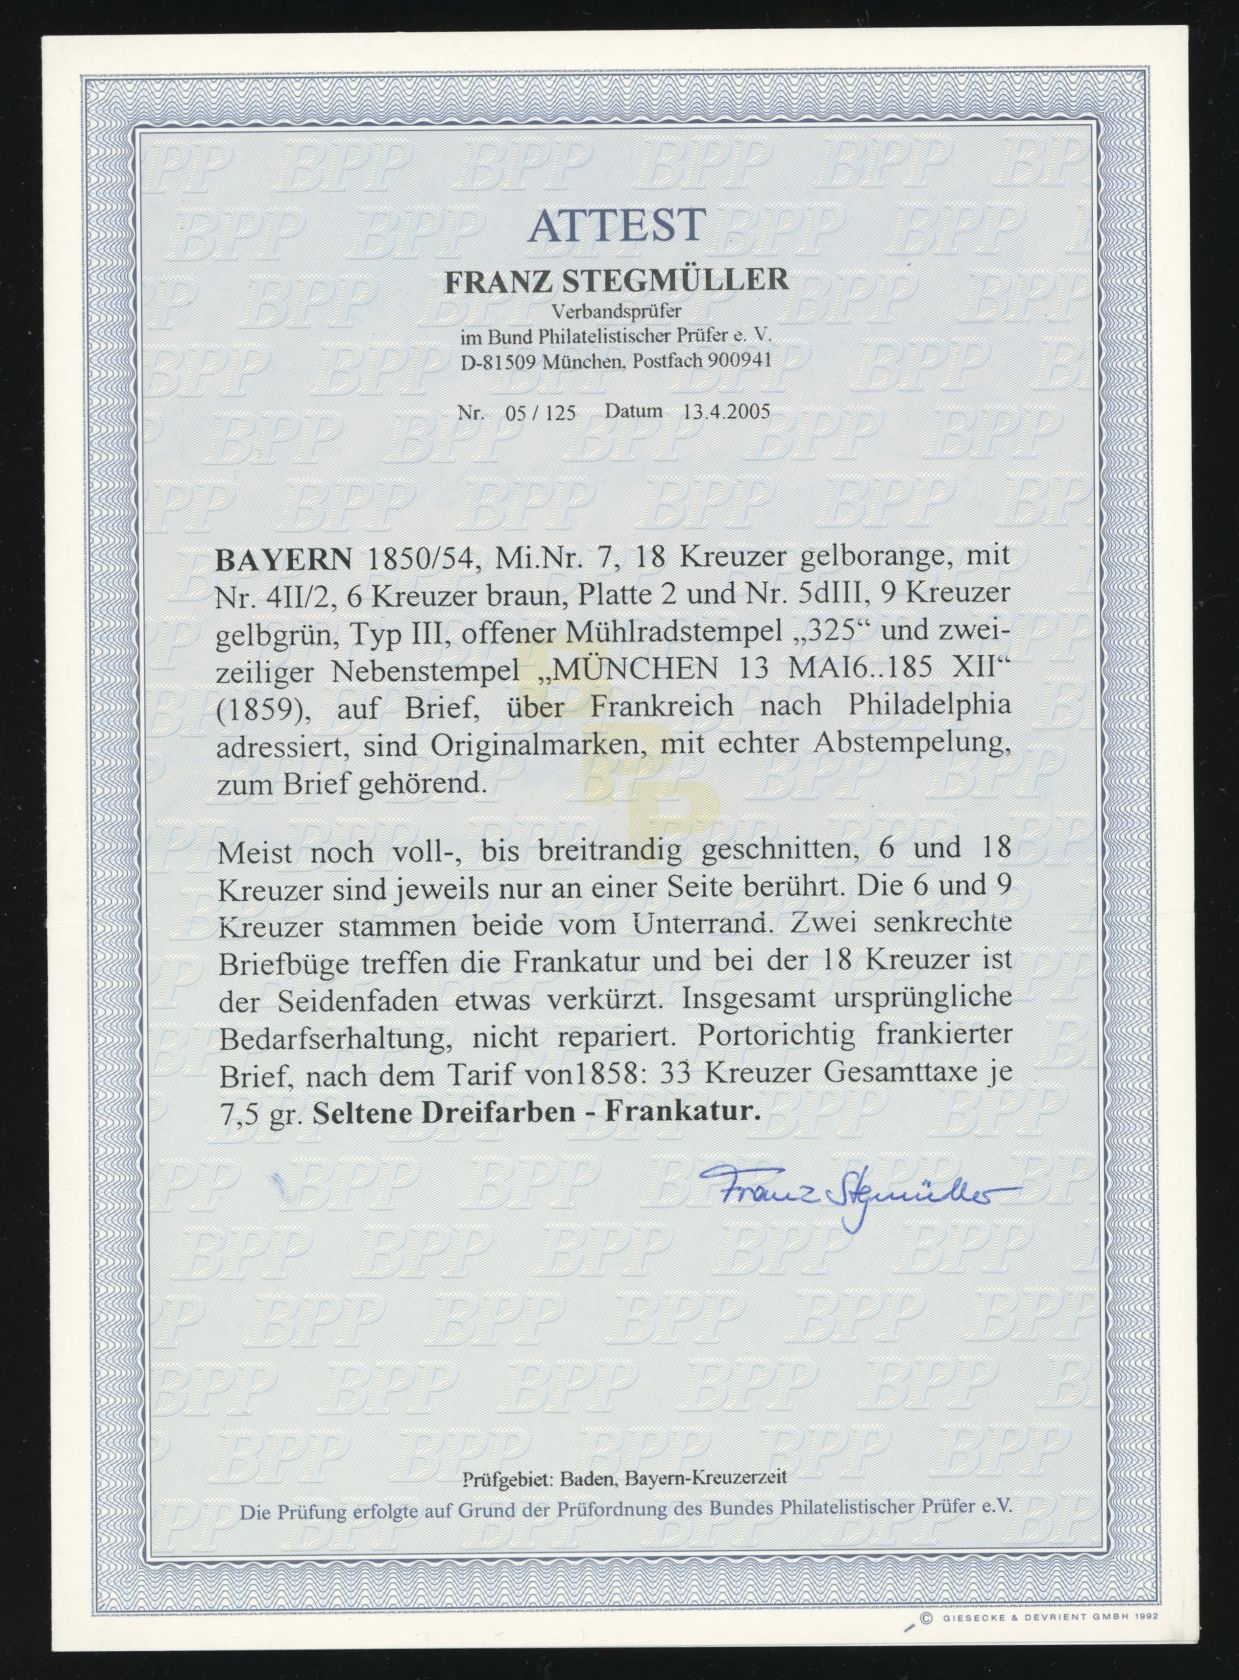 ATTEST
FRANZ STEGMÜLLER
Verbandsprüfer
im Bund Philatelistischer Prüfer e. V.
D-81509 München, Postfach 900941
Nr. 05 / 125 Datum 13.4.2005
BAYERN 1850/54, Mi.Nr. 7, 18 Kreuzer gelborange, mit
Nr. 4II/2, 6 Kreuzer braun, Platte 2 und Nr. 5dIII, 9 Kreuzer
gelbgrün, Typ III, offener Mühlradstempel „325“ und zwei-
zeiliger Nebenstempel „MÜNCHEN 13 MAI6..185 XII“
(1859), auf Brief, über Frankreich nach Philadelphia
adressiert, sind Originalmarken, mit echter Abstempelung,
zum Brief gehörend.
Meist noch voll-, bis breitrandig geschnitten, 6 und 18
Kreuzer sind jeweils nur an einer Seite berührt. Die 6 und 9
Kreuzer stammen beide vom Unterrand. Zwei senkrechte
Briefbüge treffen die Frankatur und bei der 18 Kreuzer ist
der Seidenfaden etwas verkürzt. Insgesamt ursprüngliche
Bedarfserhaltung, nicht repariert. Portorichtig frankierter
Brief, nach dem Tarif von1858: 33 Kreuzer Gesamttaxe je
7,5 gr. Seltene Dreifarben - Frankatur.
Franz Stegmüller
Prüfgebiet: Baden, Bayern-Kreuzerzeit
Die Prüfung erfolgte auf Grund der Prüfordnung des Bundes Philatelistischer Prüfer e.V.
© GIESECKE & DEVRIENT GMBH 1992